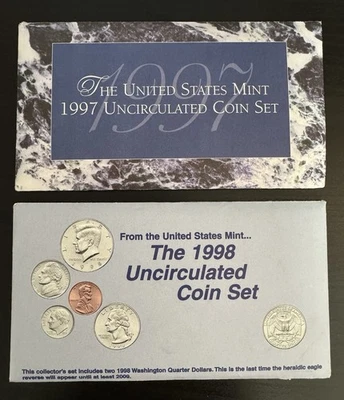 1997
The United States Mint
1997 Uncirculated Coin Set
From the United States Mint...
The 1998
Uncirculated
Coin Set
This collector's set includes two 1998 Washington Quarter Dollars. This is the last time the heraldic eagle
reverse will appear until at least 2009.